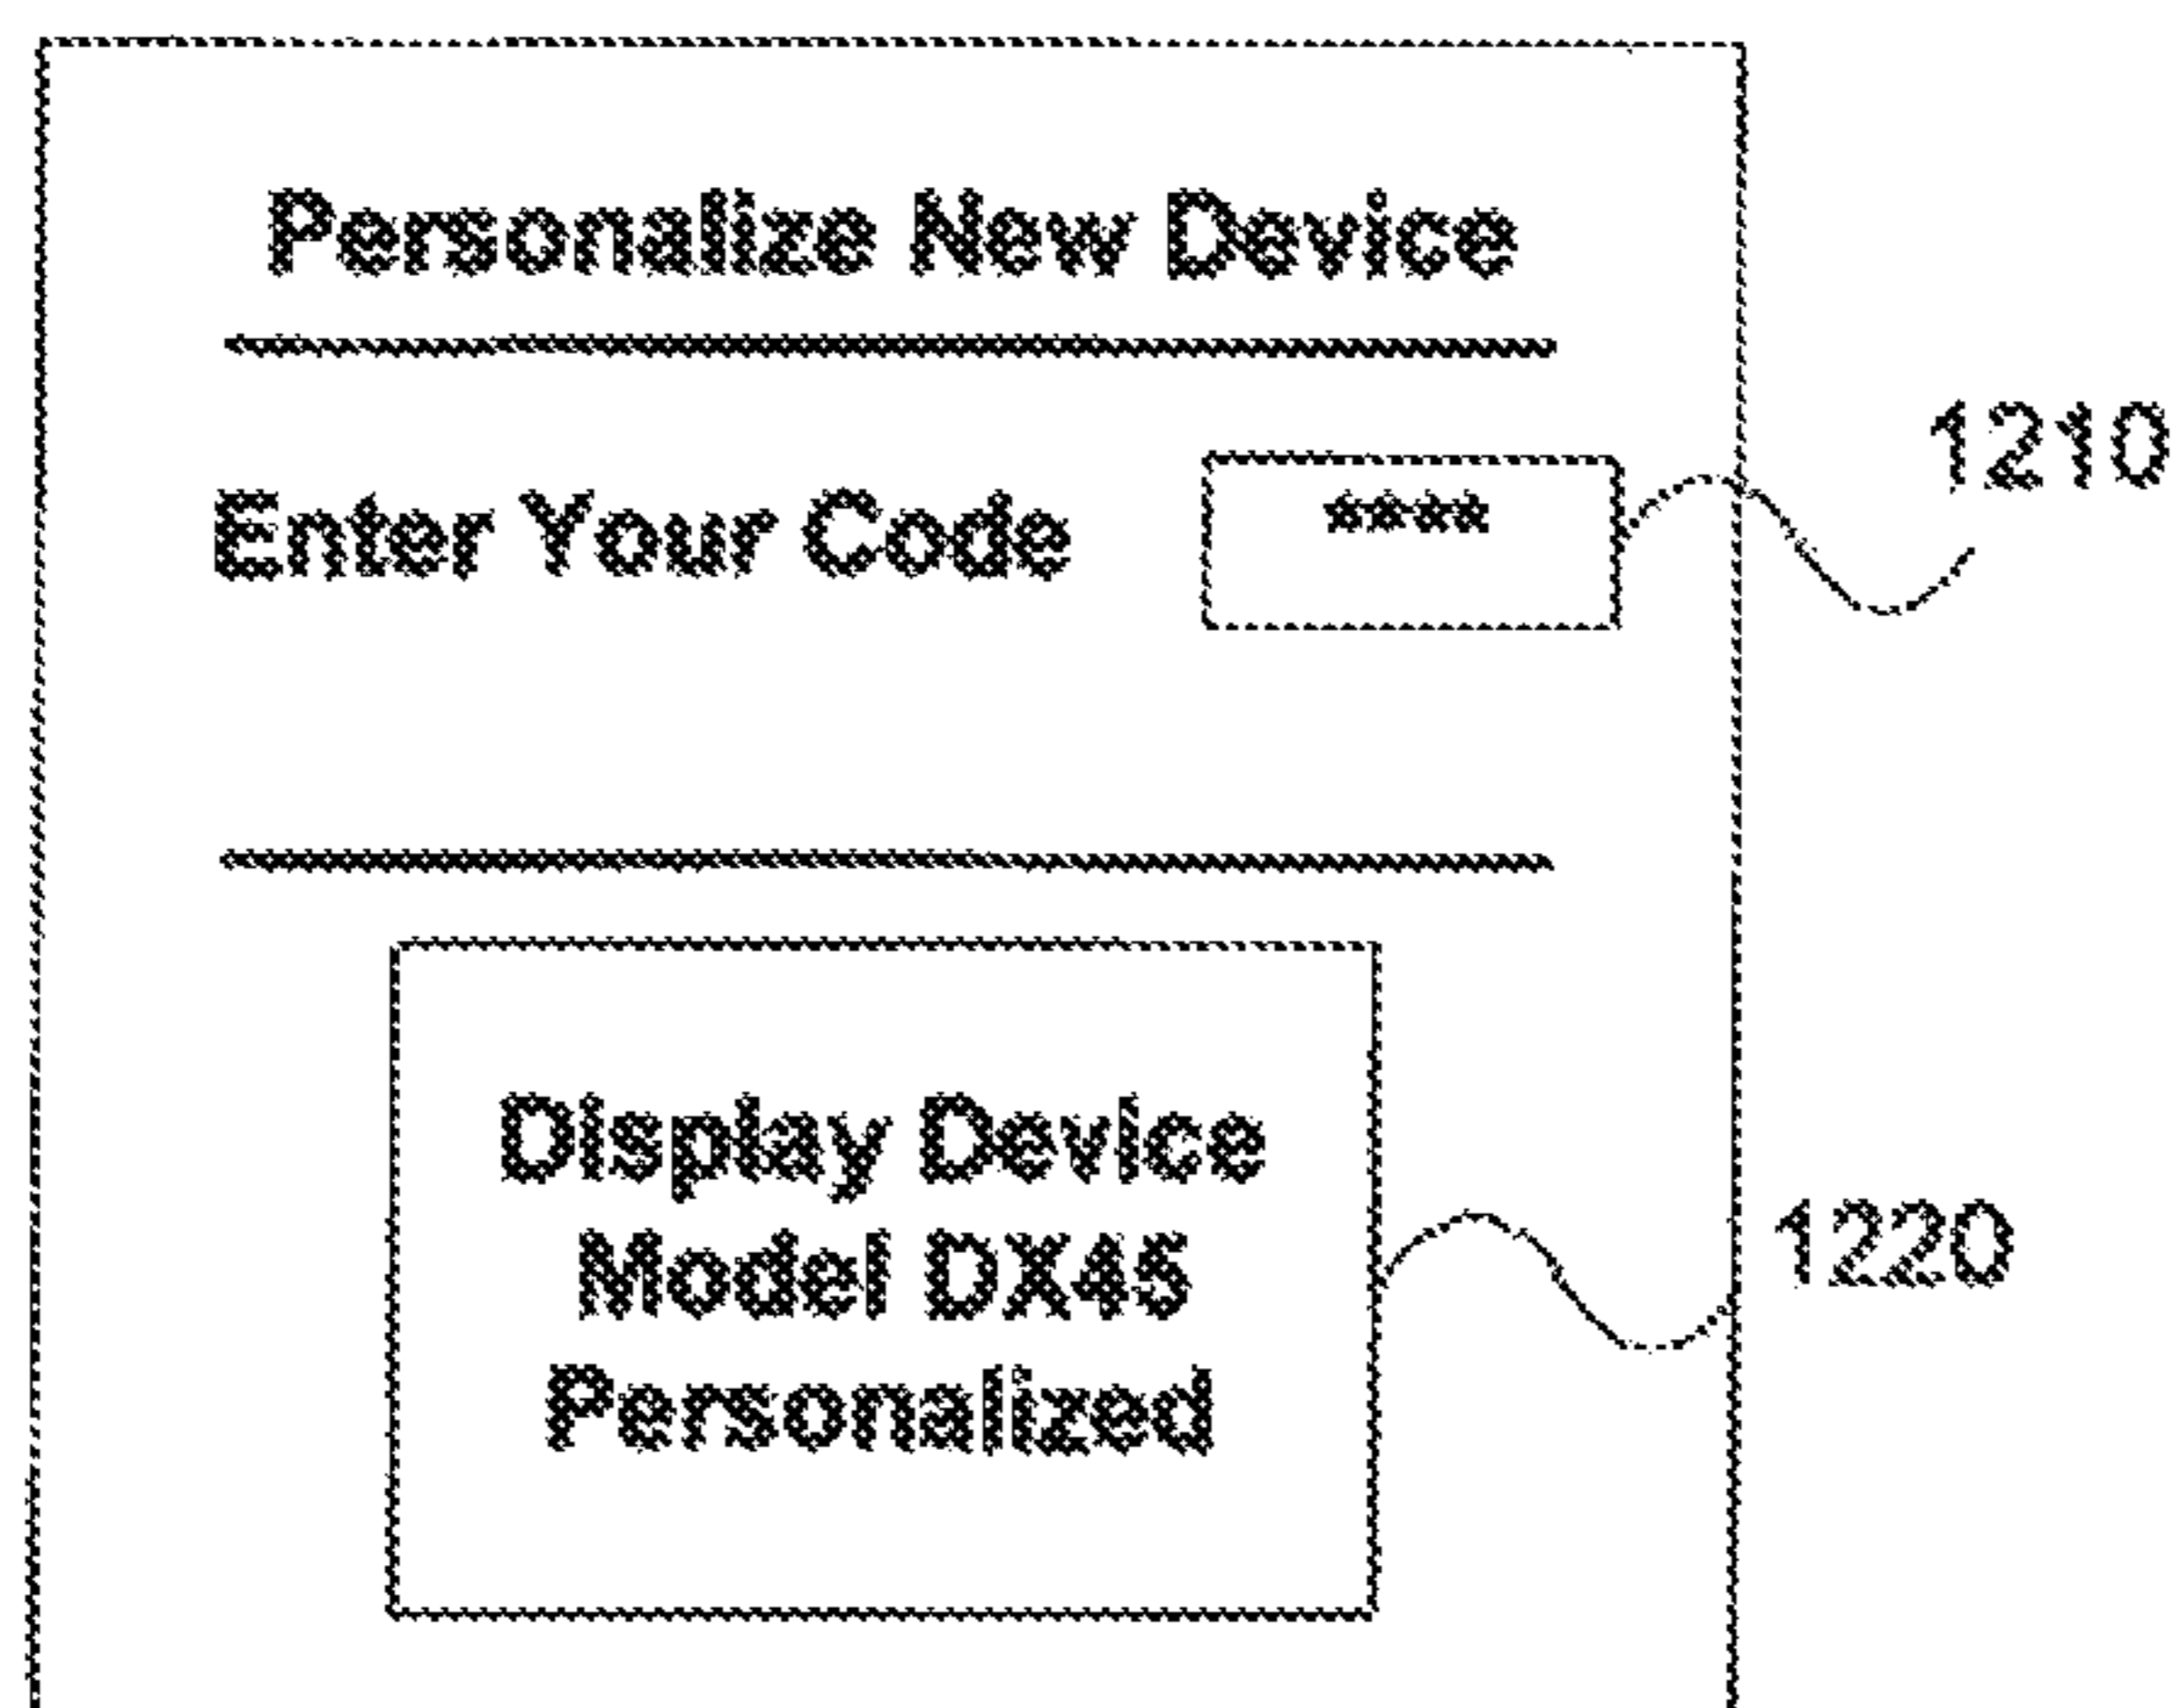 Personalize New Device
1210
Enter Your Code ****
Display Device
Model DX45
Personalized
1220